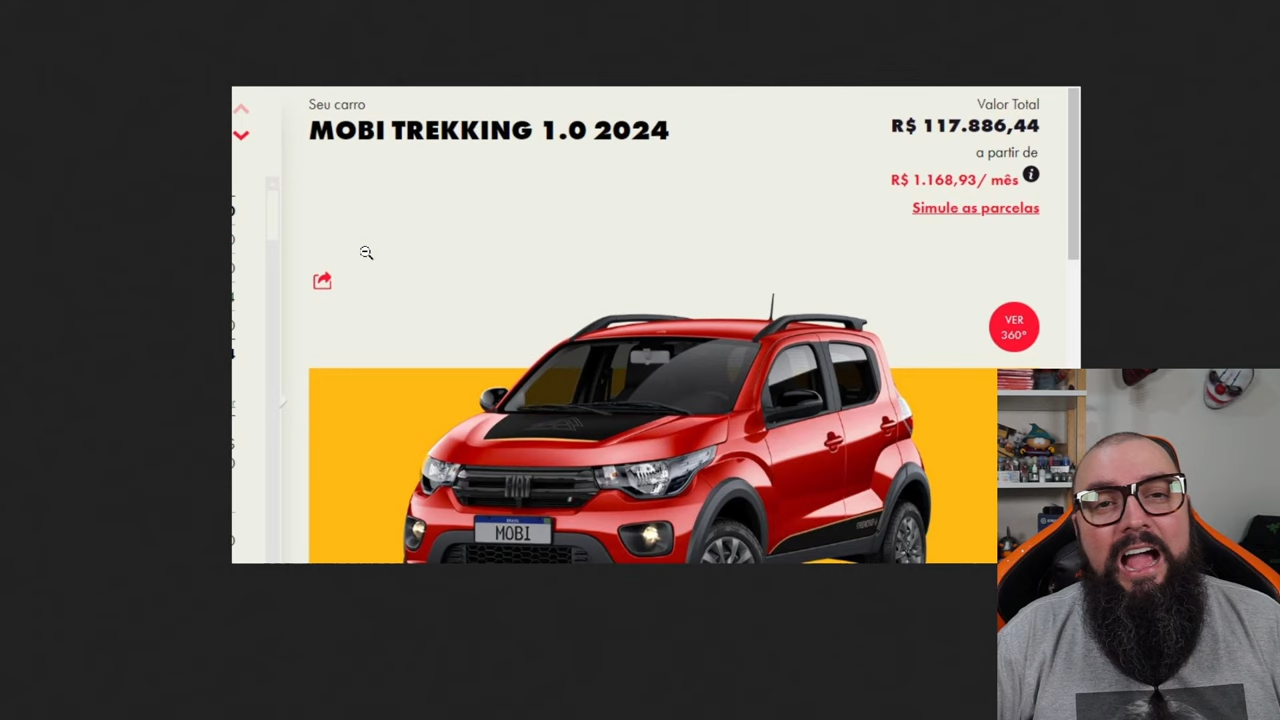 Seu carro
MOBI TREKKING 1.0 2024
Valor Total
R$ 117.886,44
a partir de
R$ 1.168,93/ mês
Simule as parcelas
VER
360°
MOBI